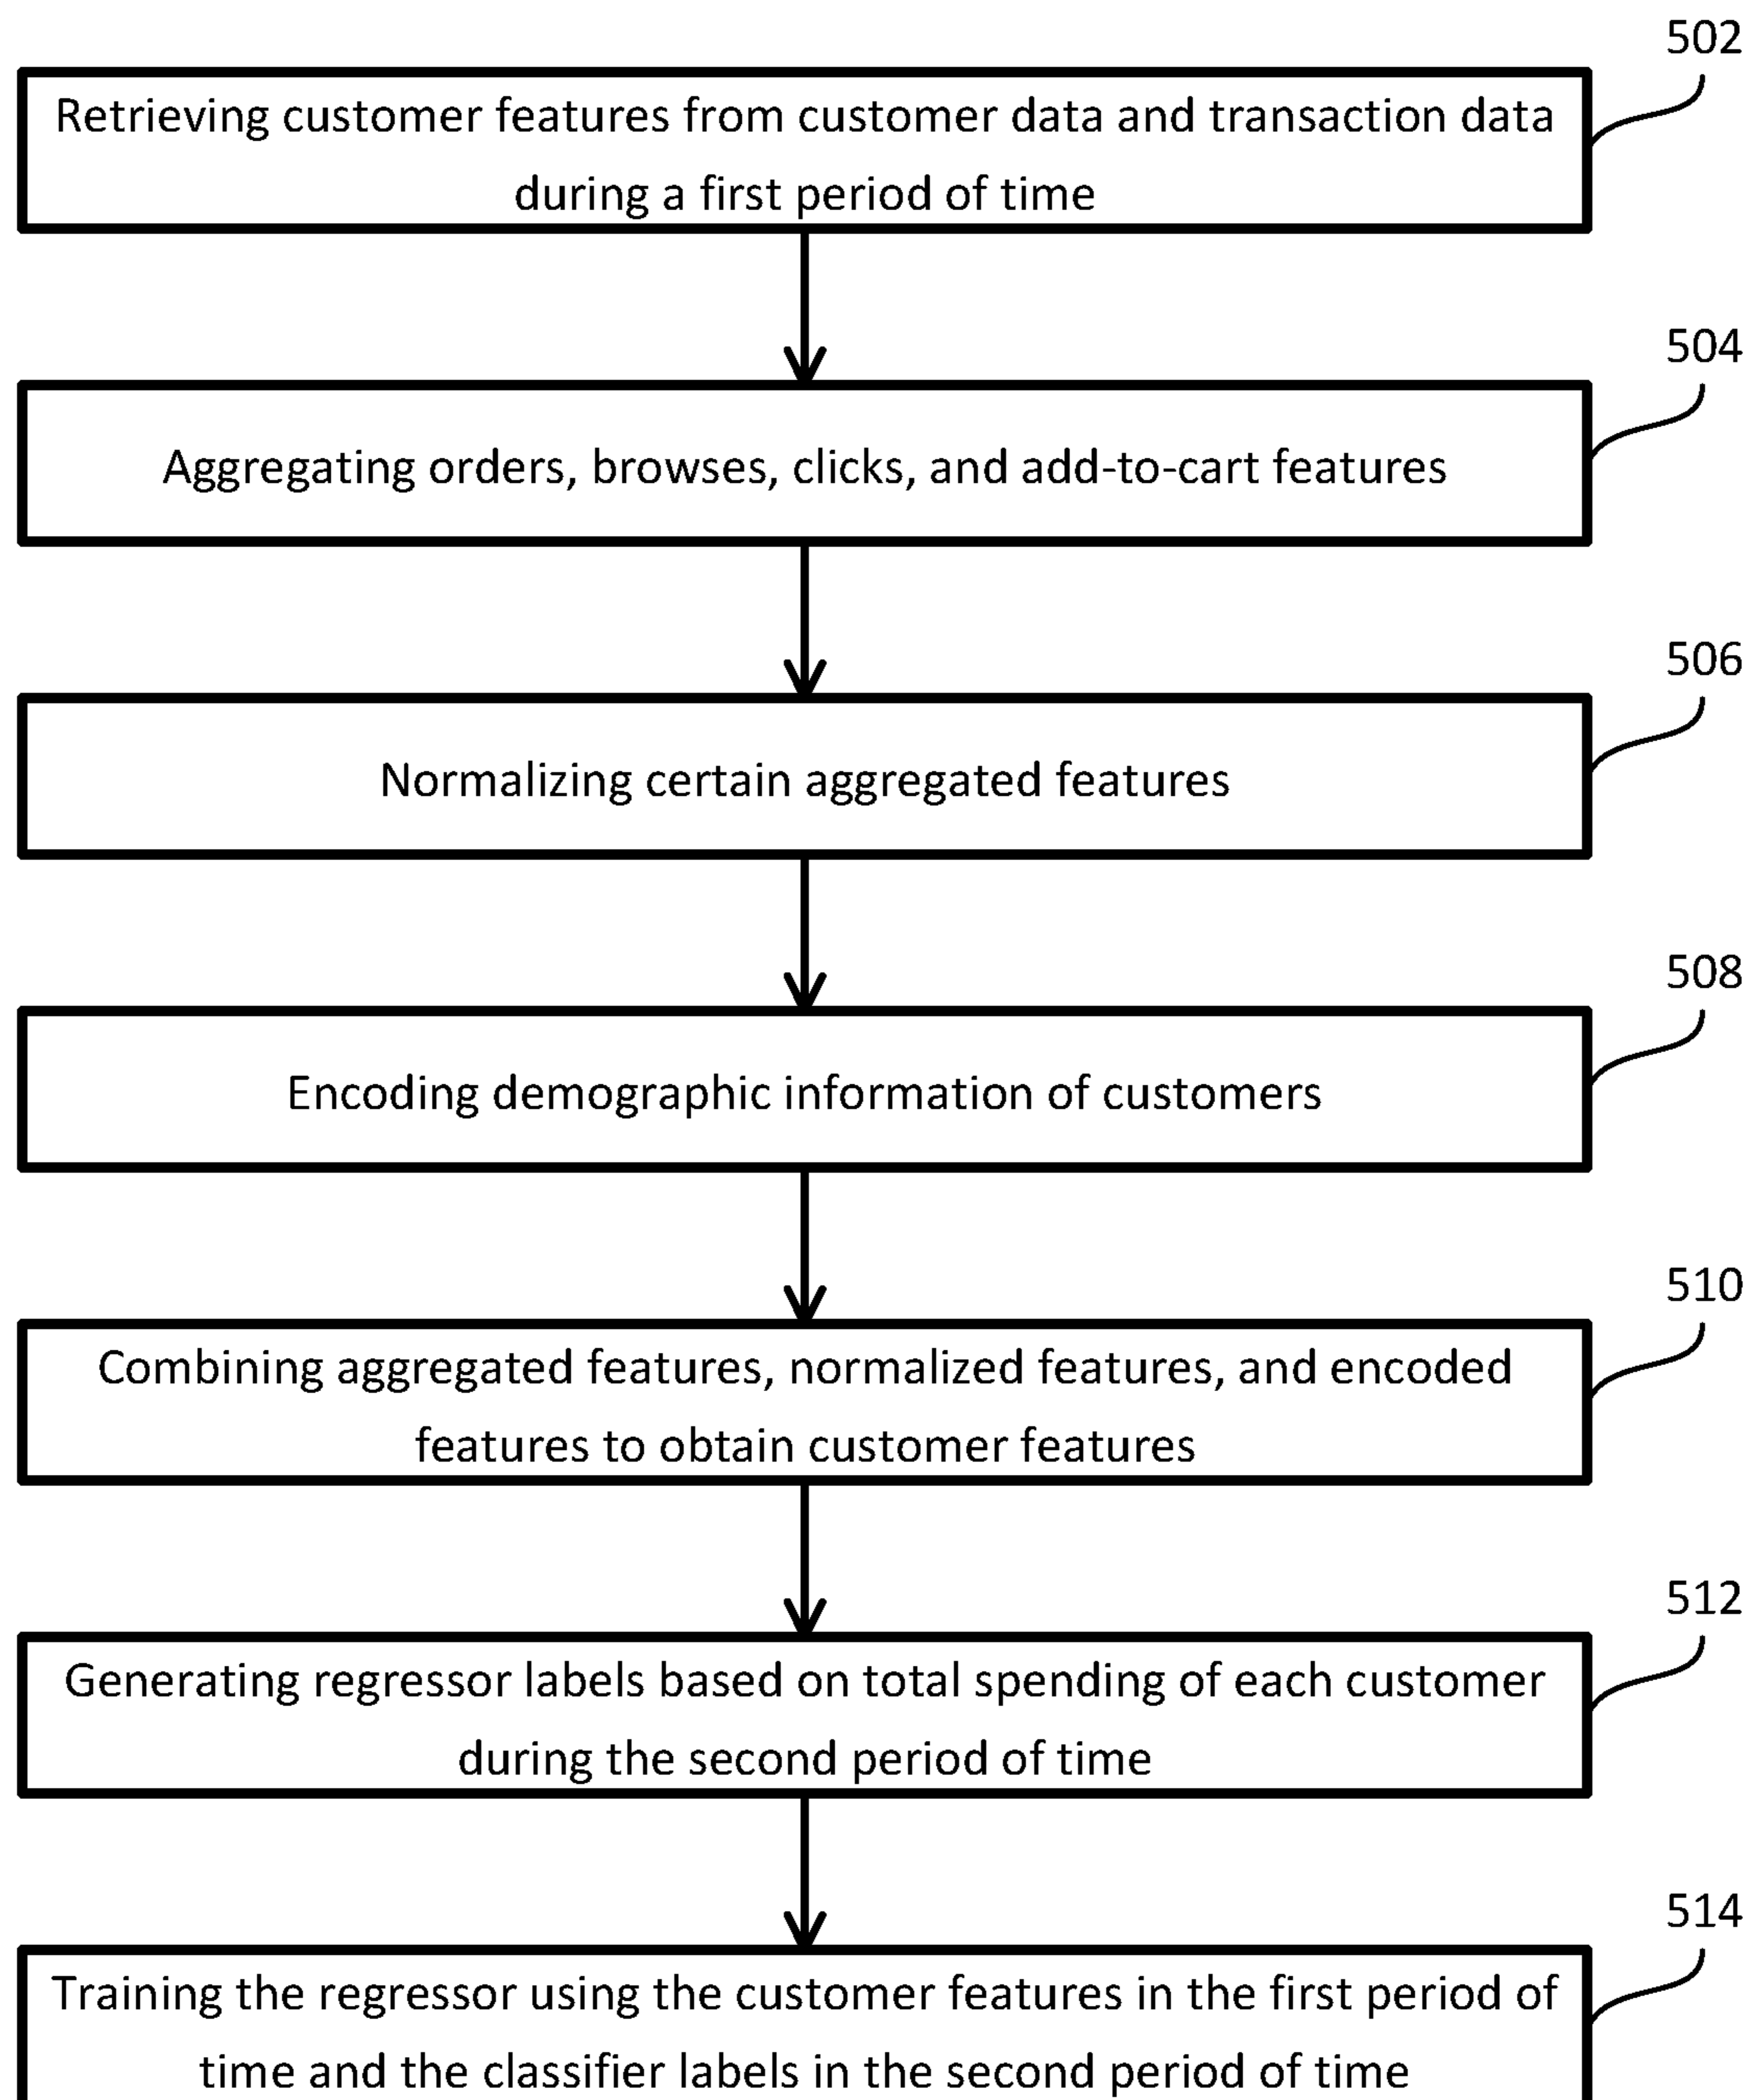 502
Retrieving customer features from customer data and transaction data
during a first period of time
504
Aggregating orders, browses, clicks, and add-to-cart features
506
Normalizing certain aggregated features
508
Encoding demographic information of customers
510
Combining aggregated features, normalized features, and encoded
features to obtain customer features
512
Generating regressor labels based on total spending of each customer
during the second period of time
514
Training the regressor using the customer features in the first period of
time and the classifier labels in the second period of time